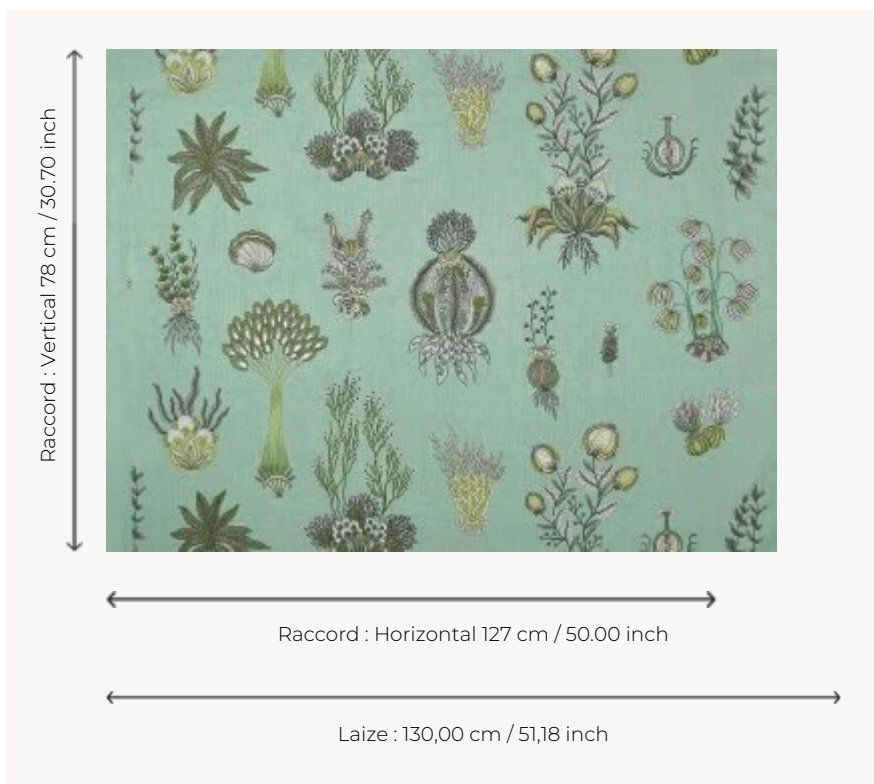 Raccord : Vertical 78 cm / 30.70 inch
Raccord : Horizontal 127 cm / 50.00 inch
Laize : 130,00 cm / 51,18 inch